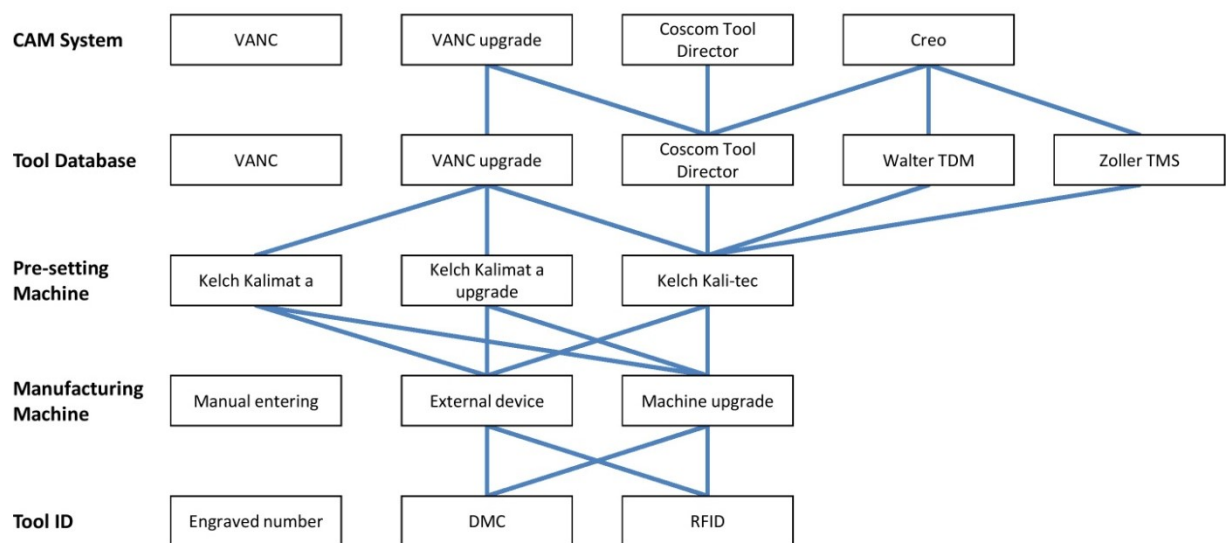 CAM System
VANC
VANC upgrade
Coscom Tool
Director
Creo
Tool Database
VANC
VANC upgrade
Coscom Tool
Director
Walter TDM
Zoller TMS
Pre-setting
Machine
Kelch Kalimat a
Kelch Kalimat a
upgrade
Kelch Kali-tec
Manufacturing
Machine
Manual entering
External device
Machine upgrade
Tool ID
Engraved number
DMC
RFID